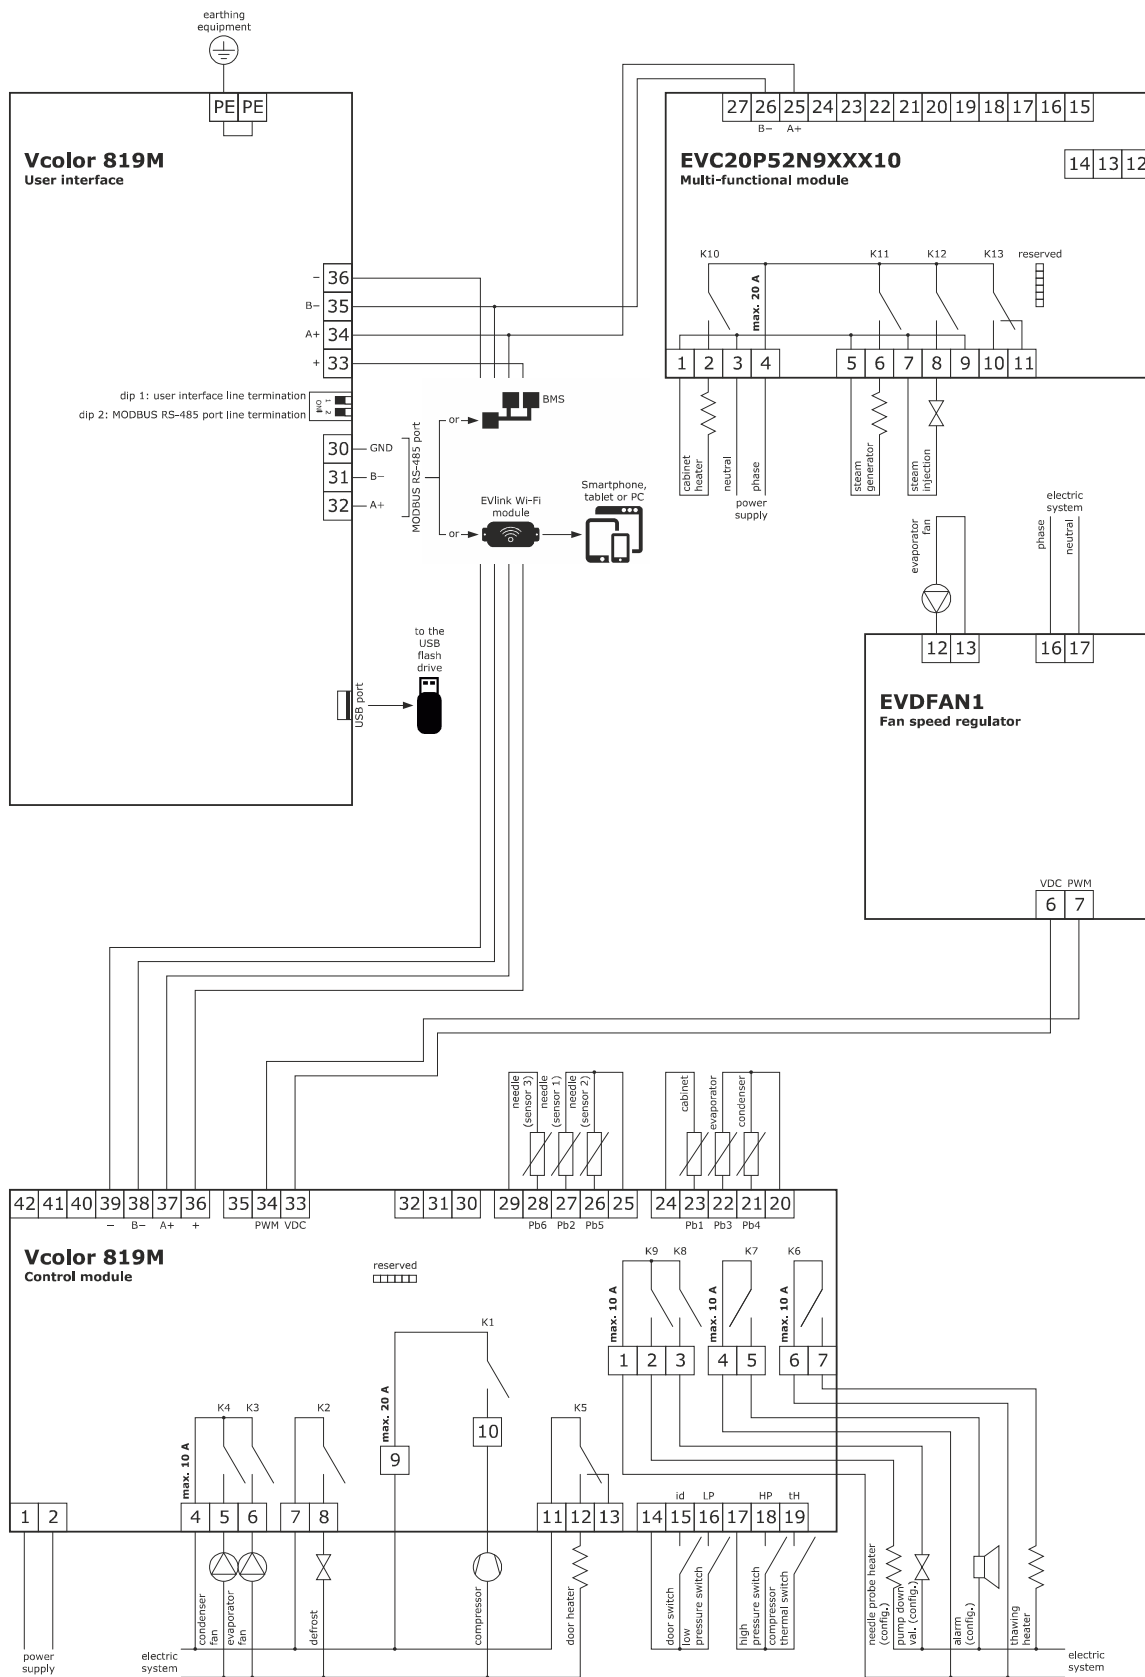 earthing
equipment
PE PE
Vcolor 819M
User interface
− 36
B− 35
A+ 34
+ 33
dip 1: user interface line termination
dip 2: MODBUS RS-485 port line termination
ON
1
2
30 GND
31 B−
32 A+
MODBUS RS-485 port
or
BMS
or
EVlink Wi-Fi
module
Smartphone,
tablet or PC
USB port
to the
USB
flash
drive
27 26 25 24 23 22 21 20 19 18 17 16 15
B− A+
EVC20P52N9XXX10
Multi-functional module
14 13 12
K10
max. 20 A
K11 K12 K13
reserved
1 2 3 4 5 6 7 8 9 10 11
cabinet
heater
neutral
phase
power
supply
steam
generator
steam
injection
evaporator
fan
electric
system
phase
neutral
12 13 16 17
EVDFAN1
Fan speed regulator
VDC PWM
6 7
needle
(sensor 3)
needle
(sensor 1)
needle
(sensor 2)
cabinet
evaporator
condenser
42 41 40 39 38 37 36 35 34 33 32 31 30 29 28 27 26 25 24 23 22 21 20
− B− A+ + PWM VDC Pb6 Pb2 Pb5 Pb1 Pb3 Pb4
Vcolor 819M
Control module
reserved
K9 K8 K7 K6
max. 10 A
max. 10 A
max. 10 A
1 2 3 4 5 6 7
K1
max. 20 A
9
10
K4 K3 K2 K5
max. 10 A
id LP HP tH
1 2 4 5 6 7 8 11 12 13 14 15 16 17 18 19
power
supply
electric
system
condenser
fan
evaporator
fan
defrost
compressor
door heater
door switch
low
pressure switch
high
pressure switch
compressor
thermal switch
needle probe heater
(config.)
pump down
val. (config.)
alarm
(config.)
thawing
heater
electric
system